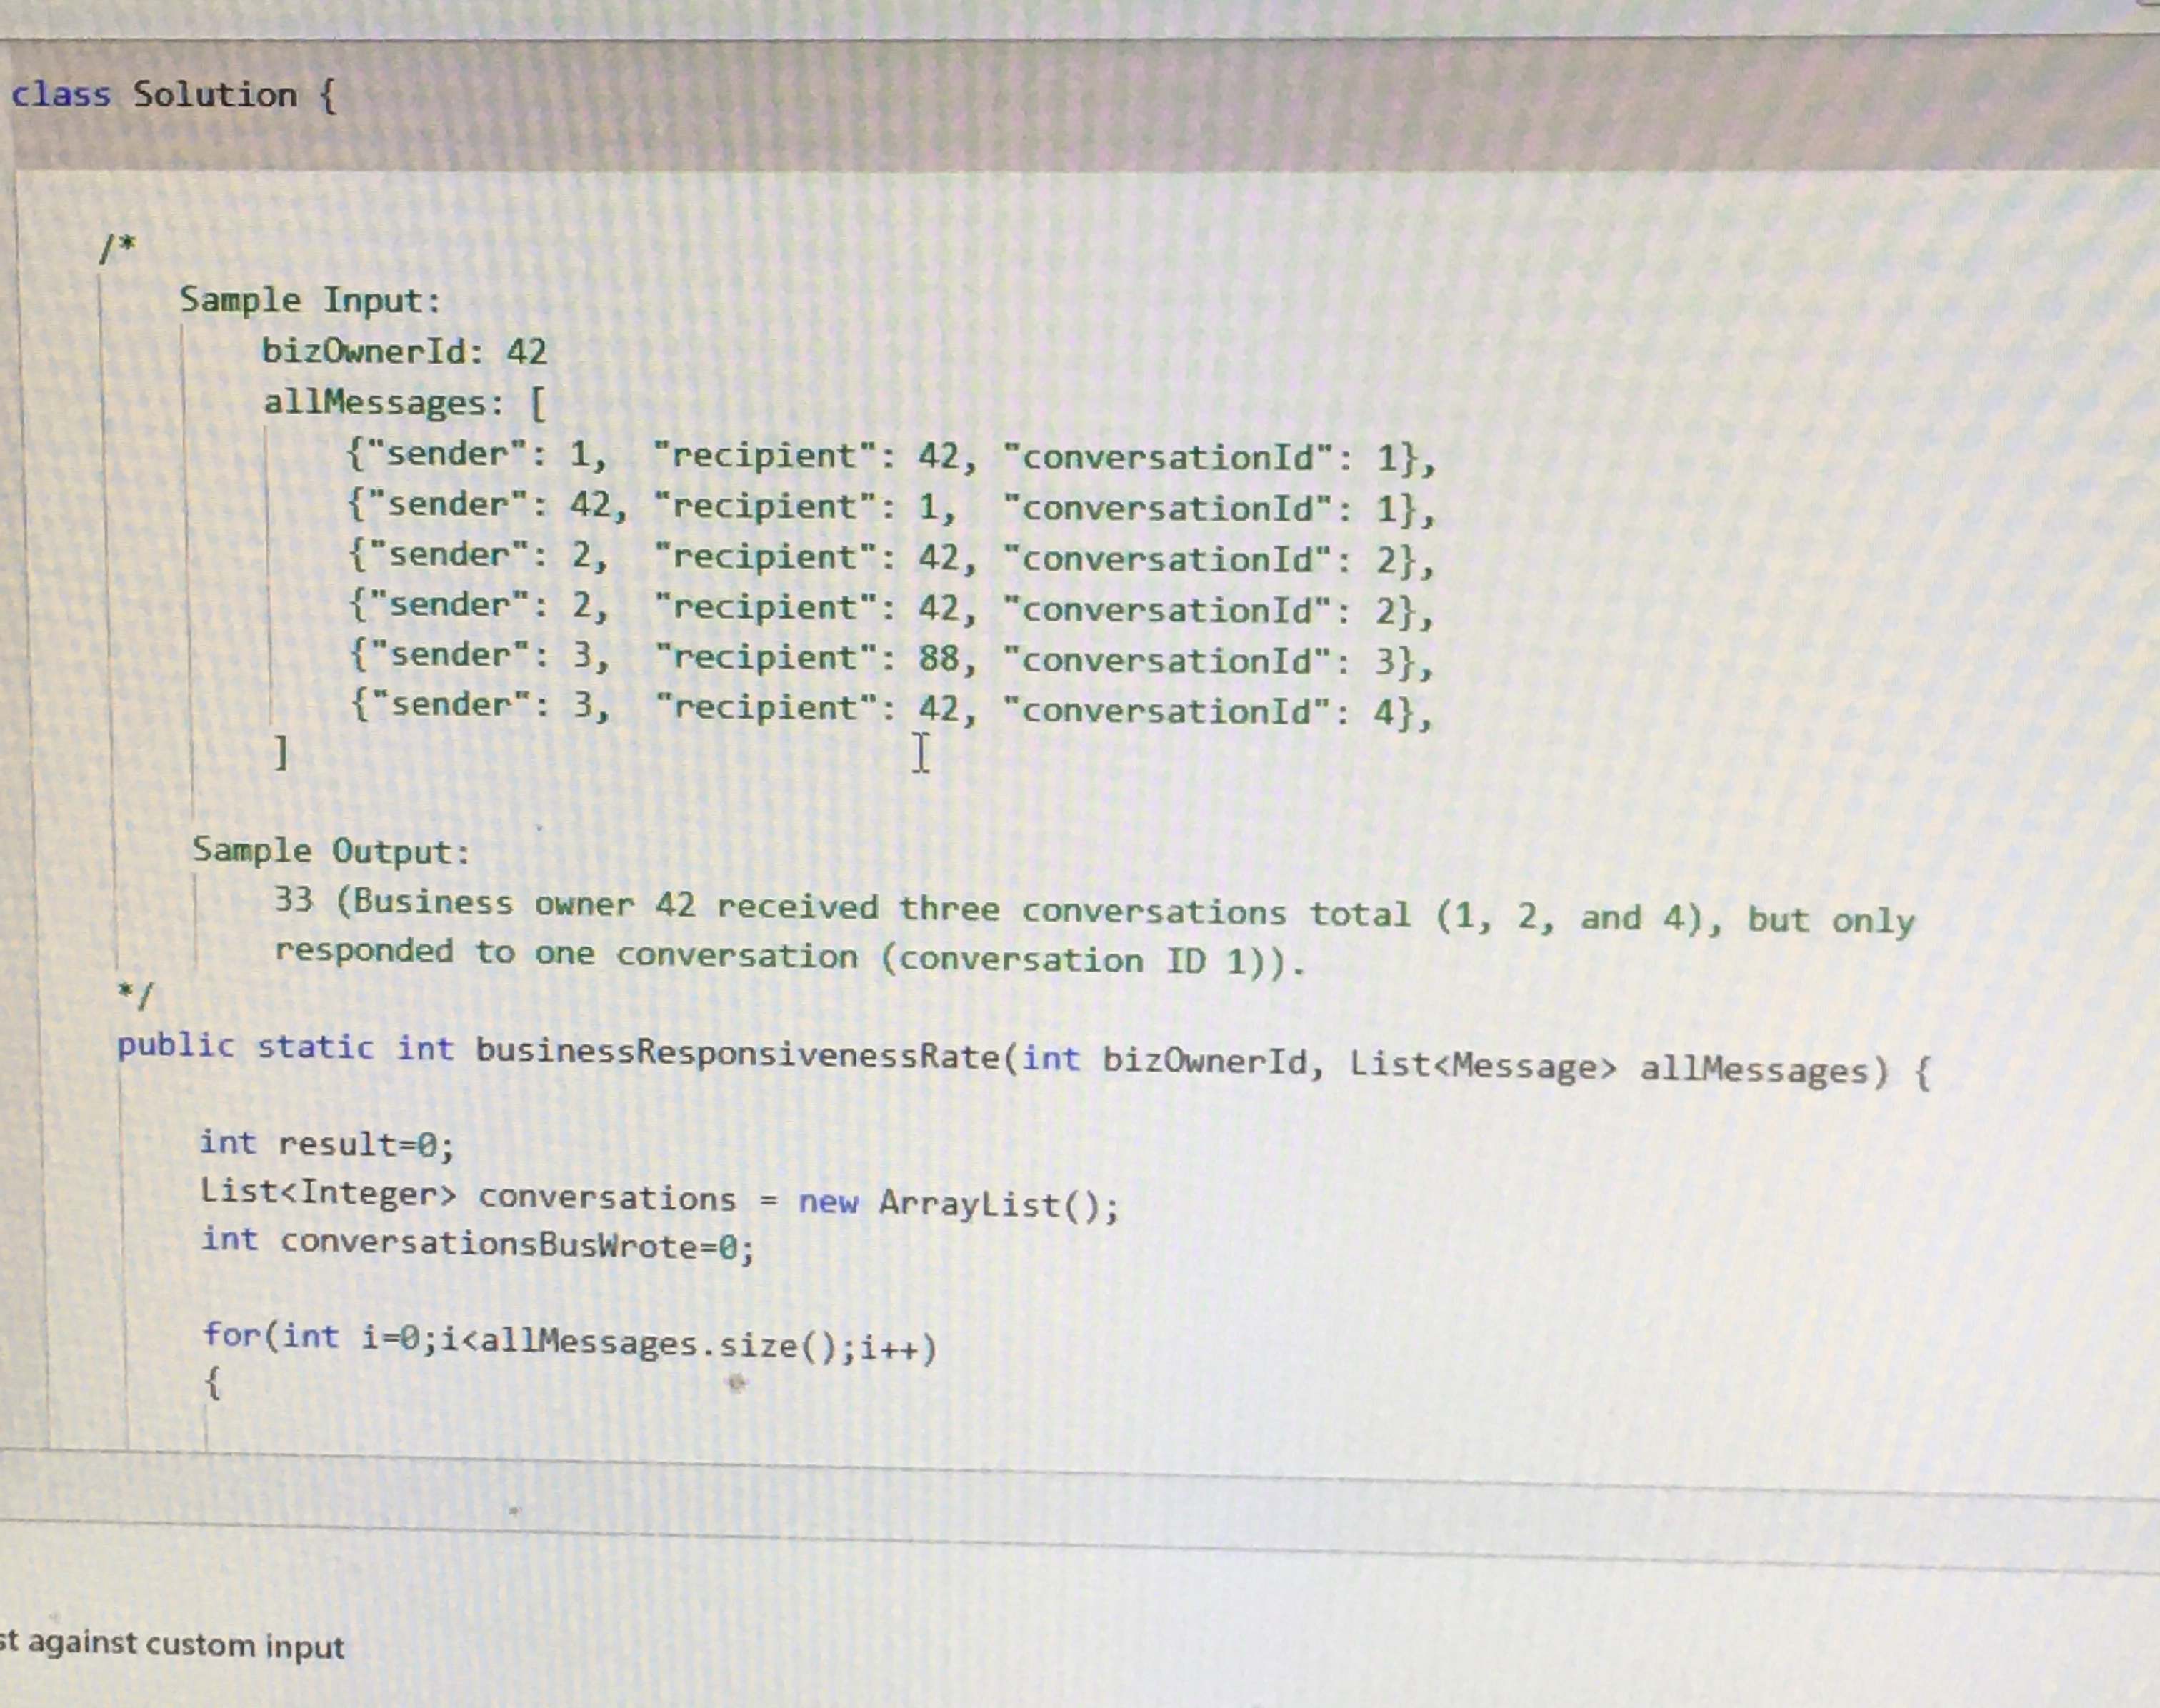 class Solution {
/*
Sample Input:
bizOwnerId: 42
allMessages: [
{"sender": 1,  "recipient": 42, "conversationId": 1},
{"sender": 42, "recipient": 1,  "conversationId": 1},
{"sender": 2,  "recipient": 42, "conversationId": 2},
{"sender": 2,  "recipient": 42, "conversationId": 2},
{"sender": 3,  "recipient": 88, "conversationId": 3},
{"sender": 3,  "recipient": 42, "conversationId": 4},
]
Sample Output:
33 (Business owner 42 received three conversations total (1, 2, and 4), but only
responded to one conversation (conversation ID 1)).
*/
public static int businessResponsivenessRate(int bizOwnerId, List<Message> allMessages) {
int result=0;
List<Integer> conversations = new ArrayList();
int conversationsBusWrote=0;
for(int i=0;i<allMessages.size();i++)
{
st against custom input